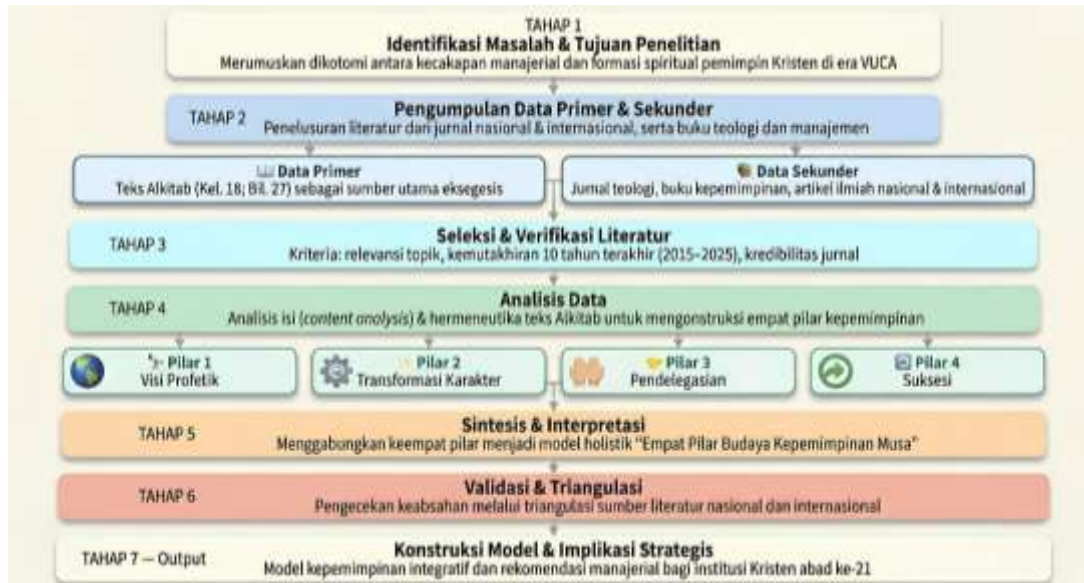 TAHAP 1
Identifikasi Masalah & Tujuan Penelitian
Merumuskan dikotomi antara kecakapan manajerial dan formasi spiritual pemimpin Kristen di era VUCA
TAHAP 2
Pengumpulan Data Primer & Sekunder
Penelusuran literatur dan jurnal nasional & internasional, serta buku teologi dan manajemen
Data Primer
Teks Alkitab (Kel. 18; Bil. 27) sebagai sumber utama eksegesis
Data Sekunder
Jurnal teologi, buku kepemimpinan, artikel ilmiah nasional & internasional
TAHAP 3
Seleksi & Verifikasi Literatur
Kriteria: relevansi topik, kemutakhiran 10 tahun terakhir (2015–2025), kredibilitas jurnal
TAHAP 4
Analisis Data
Analisis isi (content analysis) & hermeneutika teks Alkitab untuk mengonstruksi empat pilar kepemimpinan
Pilar 1
Visi Profetik
Pilar 2
Transformasi Karakter
Pilar 3
Pendelegasian
Pilar 4
Suksesi
TAHAP 5
Sintesis & Interpretasi
Menggabungkan keempat pilar menjadi model holistik "Empat Pilar Budaya Kepemimpinan Musa"
TAHAP 6
Validasi & Triangulasi
Pengecekan keabsahan melalui triangulasi sumber literatur nasional dan internasional
TAHAP 7 — Output
Konstruksi Model & Implikasi Strategis
Model kepemimpinan integratif dan rekomendasi manajerial bagi institusi Kristen abad ke-21